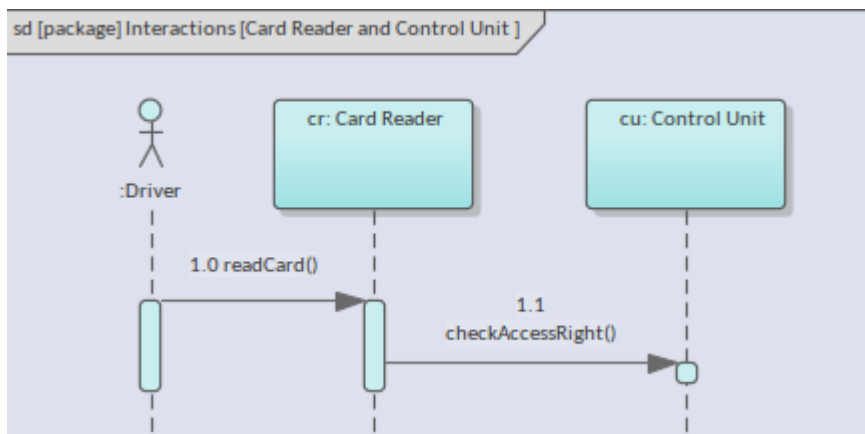 sd [package] Interactions [Card Reader and Control Unit ]
cr: Card Reader
cu: Control Unit
:Driver
1.0 readCard()
1.1
checkAccessRight()